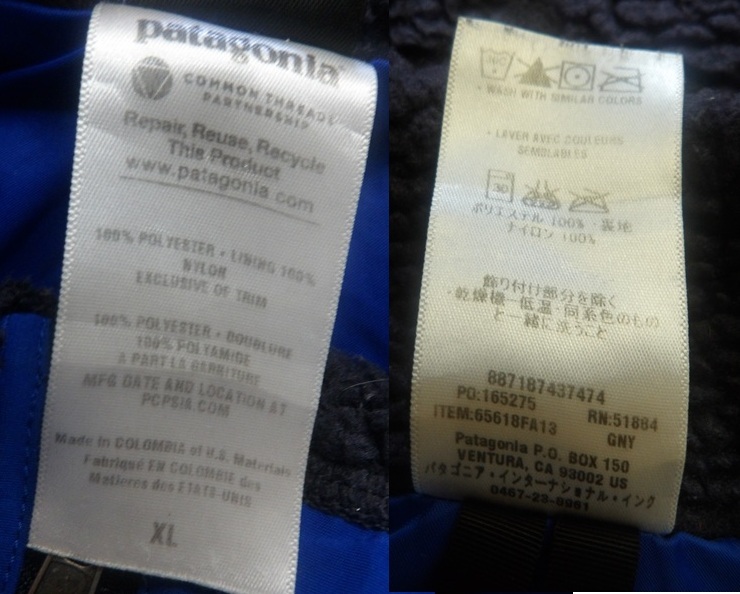 patagonia
COMMON THREADS
PARTNERSHIP
Repair, Reuse, Recycle
This Product
www.patagonia.com
100% POLYESTER • LINING 100%
NYLON
EXCLUSIVE OF TRIM
100% POLYESTER • DOUBLURE
100% POLYAMIDE
À PART LA GARNITURE
MFG DATE AND LOCATION AT
PCPSIA.COM
Made in COLOMBIA of U.S. Materials
Fabriqué EN COLOMBIE des
Matieres des ETATS-UNIS
XL
• WASH WITH SIMILAR COLORS
• LAVER AVEC COULEURS
SEMBLABLES
30
ポリエステル 100% • 裏地
ナイロン 100%
飾り付け部分を除く
・乾燥機-低温・同系色のもの
と一緒に洗うこと
887187437474
PO:165275
RN:51884
ITEM:65618FA13
GNY
Patagonia P.O. BOX 150
VENTURA, CA 93002 US
パタゴニア・インターナショナル・インク
0467-23-8961